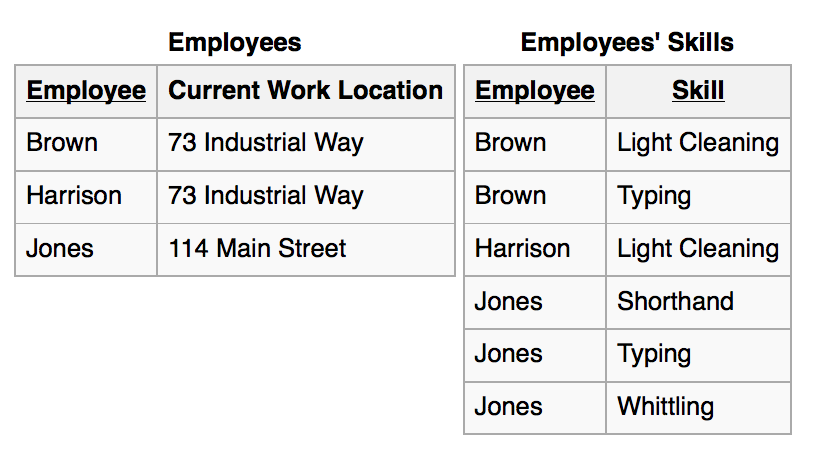 Employees
Employee Current Work Location
Brown 73 Industrial Way
Harrison 73 Industrial Way
Jones 114 Main Street
Employees' Skills
Employee Skill
Brown Light Cleaning
Brown Typing
Harrison Light Cleaning
Jones Shorthand
Jones Typing
Jones Whittling